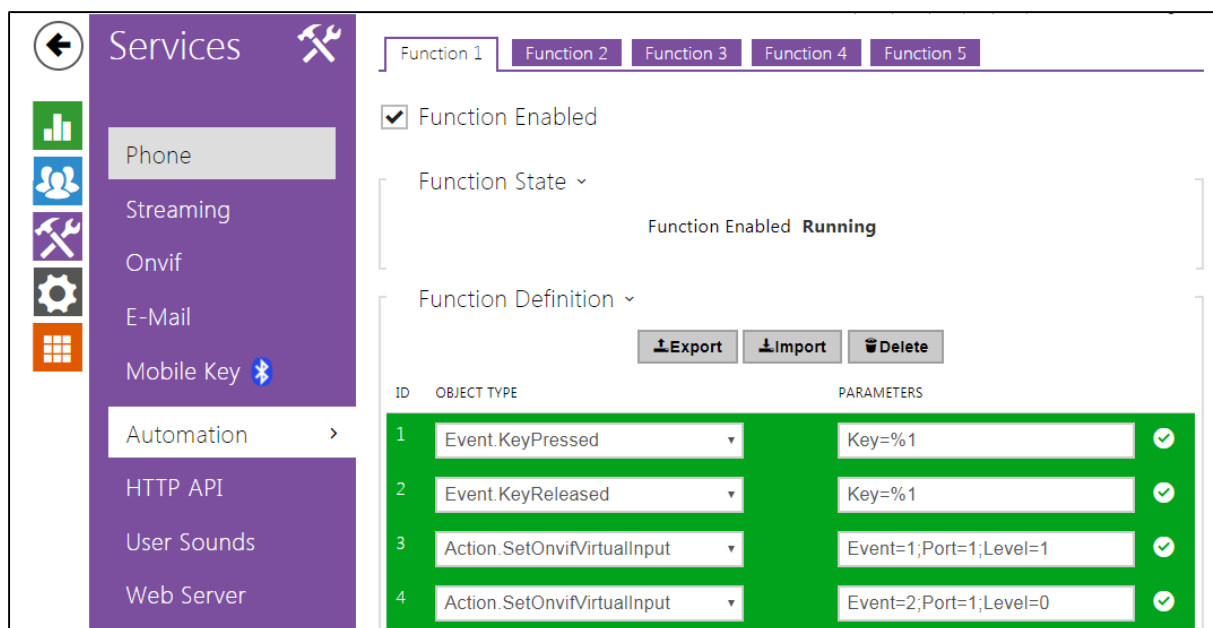 Services
Phone
Streaming
Onvif
E-Mail
Mobile Key
Automation >
HTTP API
User Sounds
Web Server
Function 1 Function 2 Function 3 Function 4 Function 5
Function Enabled
Function State
Function Enabled Running
Function Definition
Export Import Delete
ID OBJECT TYPE PARAMETERS
1 Event.KeyPressed Key=%1
2 Event.KeyReleased Key=%1
3 Action.SetOnvifVirtualInput Event=1;Port=1;Level=1
4 Action.SetOnvifVirtualInput Event=2;Port=1;Level=0